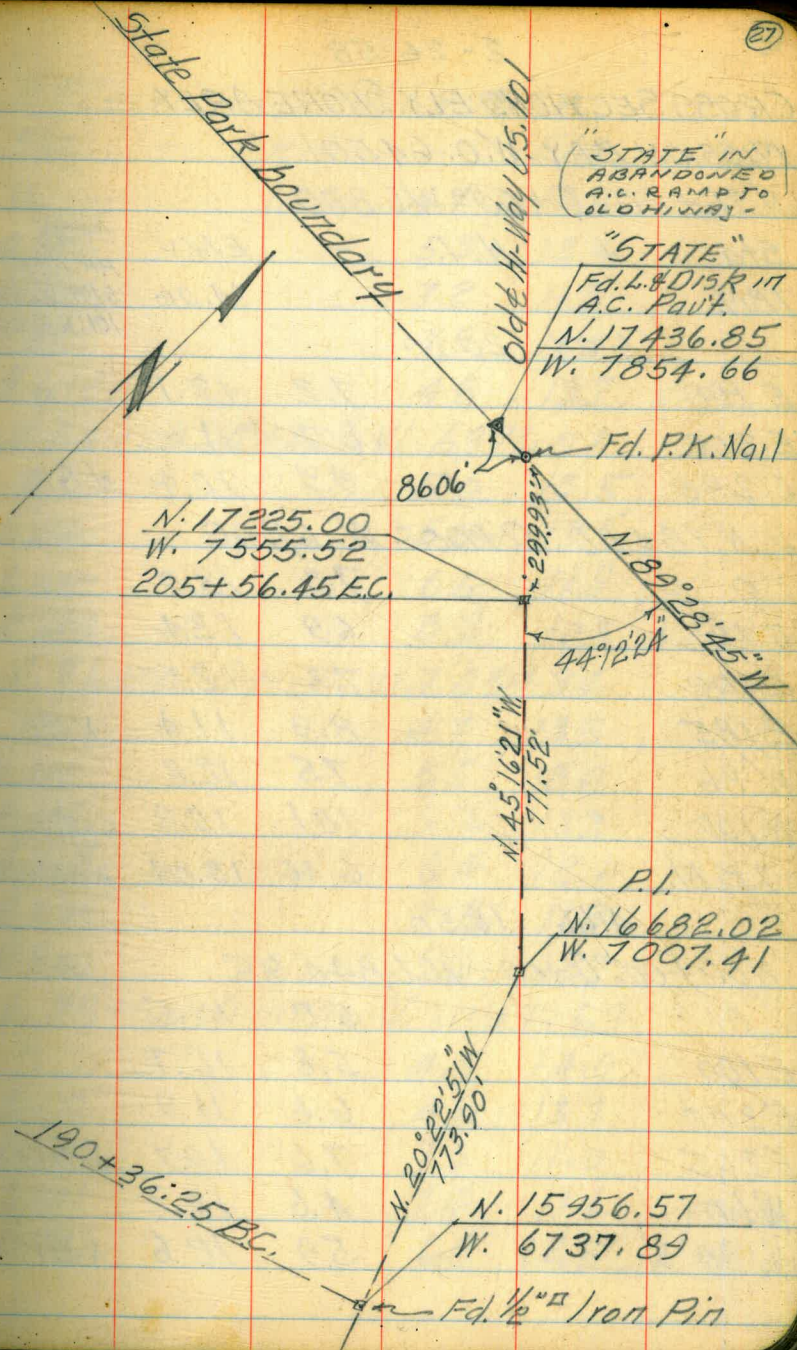 27
State Park boundary
Old ℄ Hi-Way U.S. 101
("STATE" IN
ABANDONED
A.C. RAMP TO
OLD HIWAY-)
"STATE"
Fd. L.&Disk in
A.C. Pav't.
N. 17436.85
W. 7854.66
Fd. P.K. Nail
86.06'
299.93'
N. 17225.00
W. 7555.52
205+56.45 E.C.
N. 89°28'45" W
44°12'24"
N. 45°16'21" W
771.52'
P.I.
N. 16682.02
W. 7007.41
N. 20°22'51" W
773.90'
190+36.25 B.C.
N. 15956.57
W. 6737.89
Fd. 1/2"□ Iron Pin
N